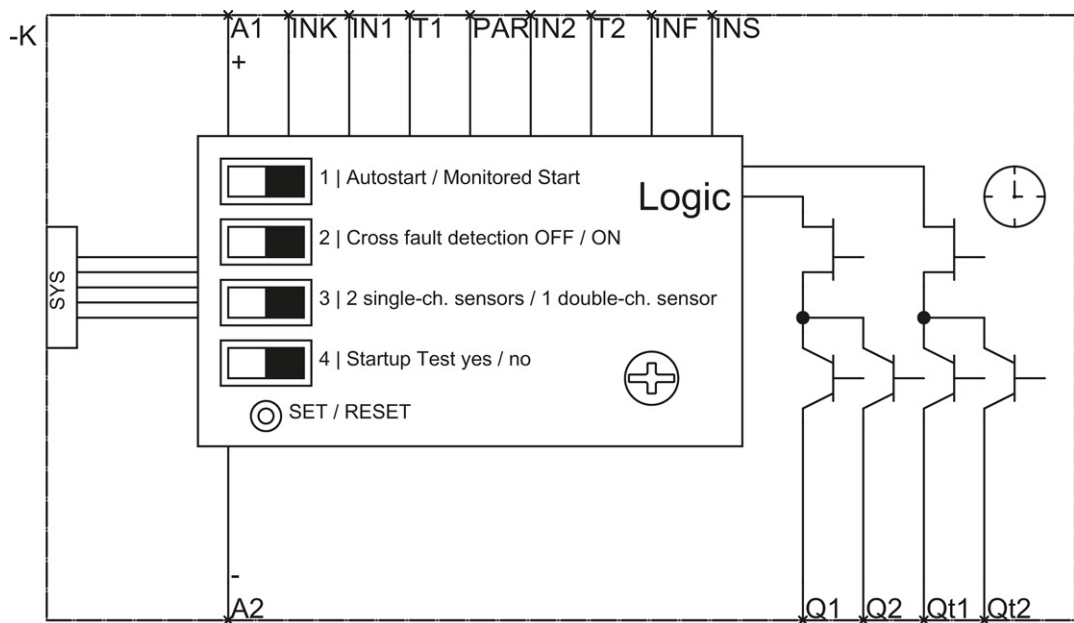 -K
A1 INK IN1 T1 PAR IN2 T2 INF INS
+
1 | Autostart / Monitored Start
Logic
2 | Cross fault detection OFF / ON
SYS
3 | 2 single-ch. sensors / 1 double-ch. sensor
4 | Startup Test yes / no
SET / RESET
-
A2 Q1 Q2 Qt1 Qt2